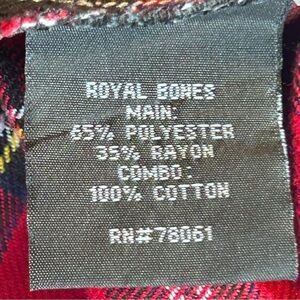 ROYAL BONES
MAIN:
65% POLYESTER
35% RAYON
COMBO:
100% COTTON
RN#78061